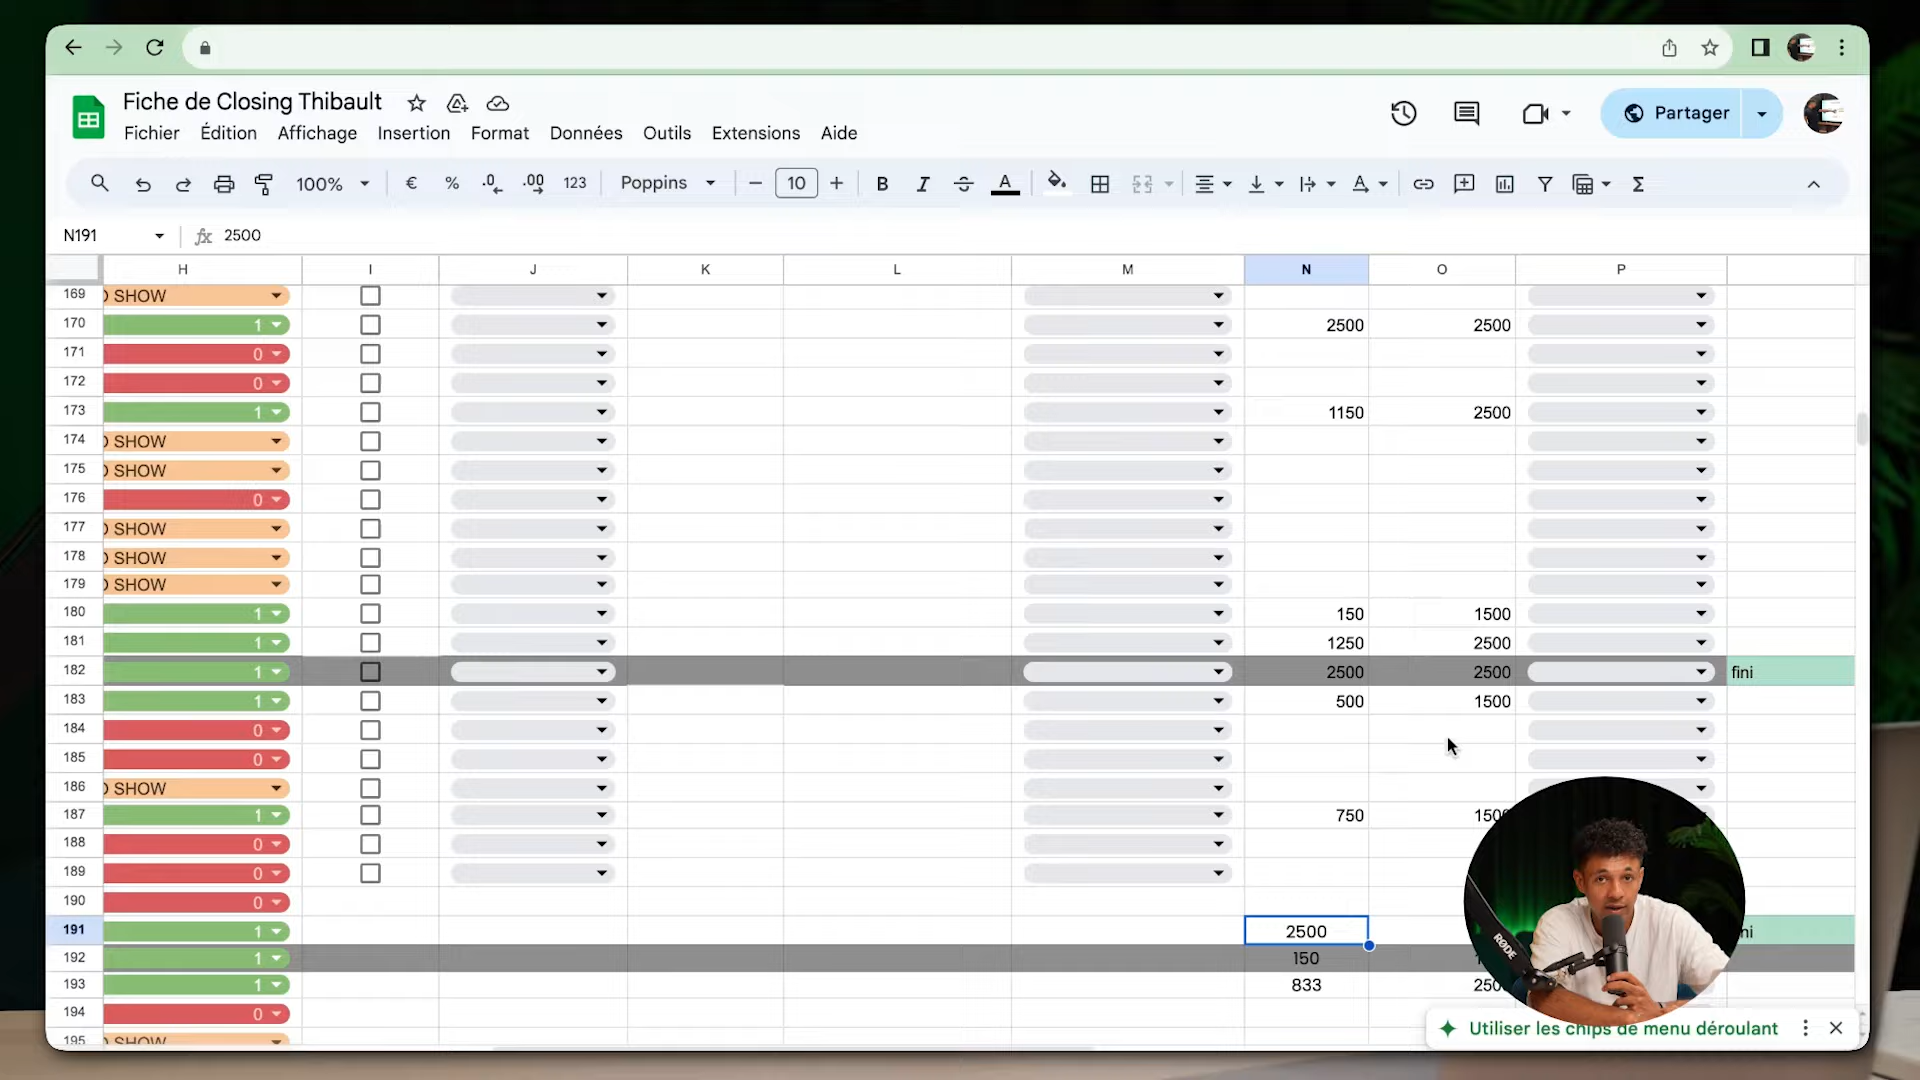 Fiche de Closing Thibault
Fichier Édition Affichage Insertion Format Données Outils Extensions Aide
Partager
100% € % .0 .00 123 Poppins 10 B I A
N191 2500
H I J K L M N O P
169 SHOW
170 1 2500 2500
171 0
172 0
173 1 1150 2500
174 SHOW
175 SHOW
176 0
177 SHOW
178 SHOW
179 SHOW
180 1 150 1500
181 1 1250 2500
182 1 2500 2500 fini
183 1 500 1500
184 0
185 0
186 SHOW
187 1 750
188 0
189 0
190 0
191 1 2500
192 1 150
193 1 833
194 0
195 SHOW
RØDE
Utiliser les chips de menu déroulant